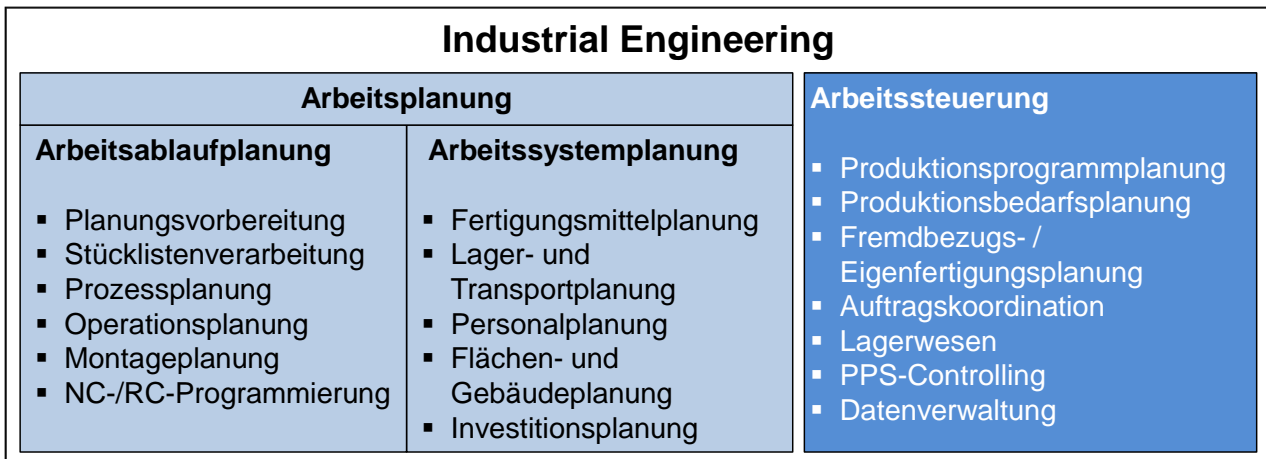 Industrial Engineering
Arbeitsplanung
Arbeitsablaufplanung
▪ Planungsvorbereitung
▪ Stücklistenverarbeitung
▪ Prozessplanung
▪ Operationsplanung
▪ Montageplanung
▪ NC-/RC-Programmierung
Arbeitssystemplanung
▪ Fertigungsmittelplanung
▪ Lager- und
Transportplanung
▪ Personalplanung
▪ Flächen- und
Gebäudeplanung
▪ Investitionsplanung
Arbeitssteuerung
▪ Produktionsprogrammplanung
▪ Produktionsbedarfsplanung
▪ Fremdbezugs- /
Eigenfertigungsplanung
▪ Auftragskoordination
▪ Lagerwesen
▪ PPS-Controlling
▪ Datenverwaltung